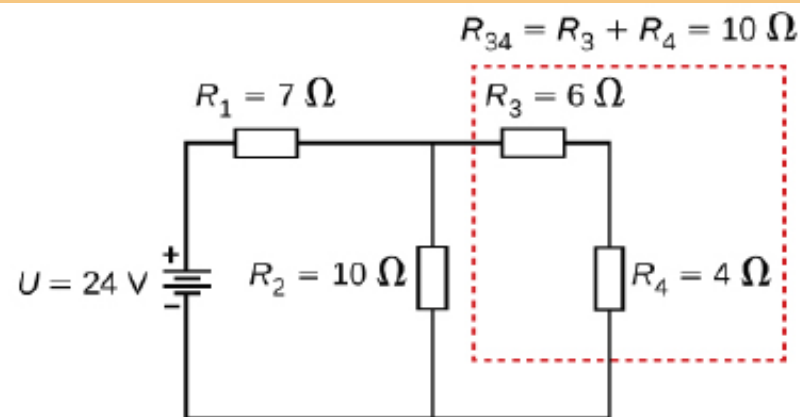 R₃₄ = R₃ + R₄ = 10 Ω
R₁ = 7 Ω
R₃ = 6 Ω
+
U = 24 V
R₂ = 10 Ω
R₄ = 4 Ω
−